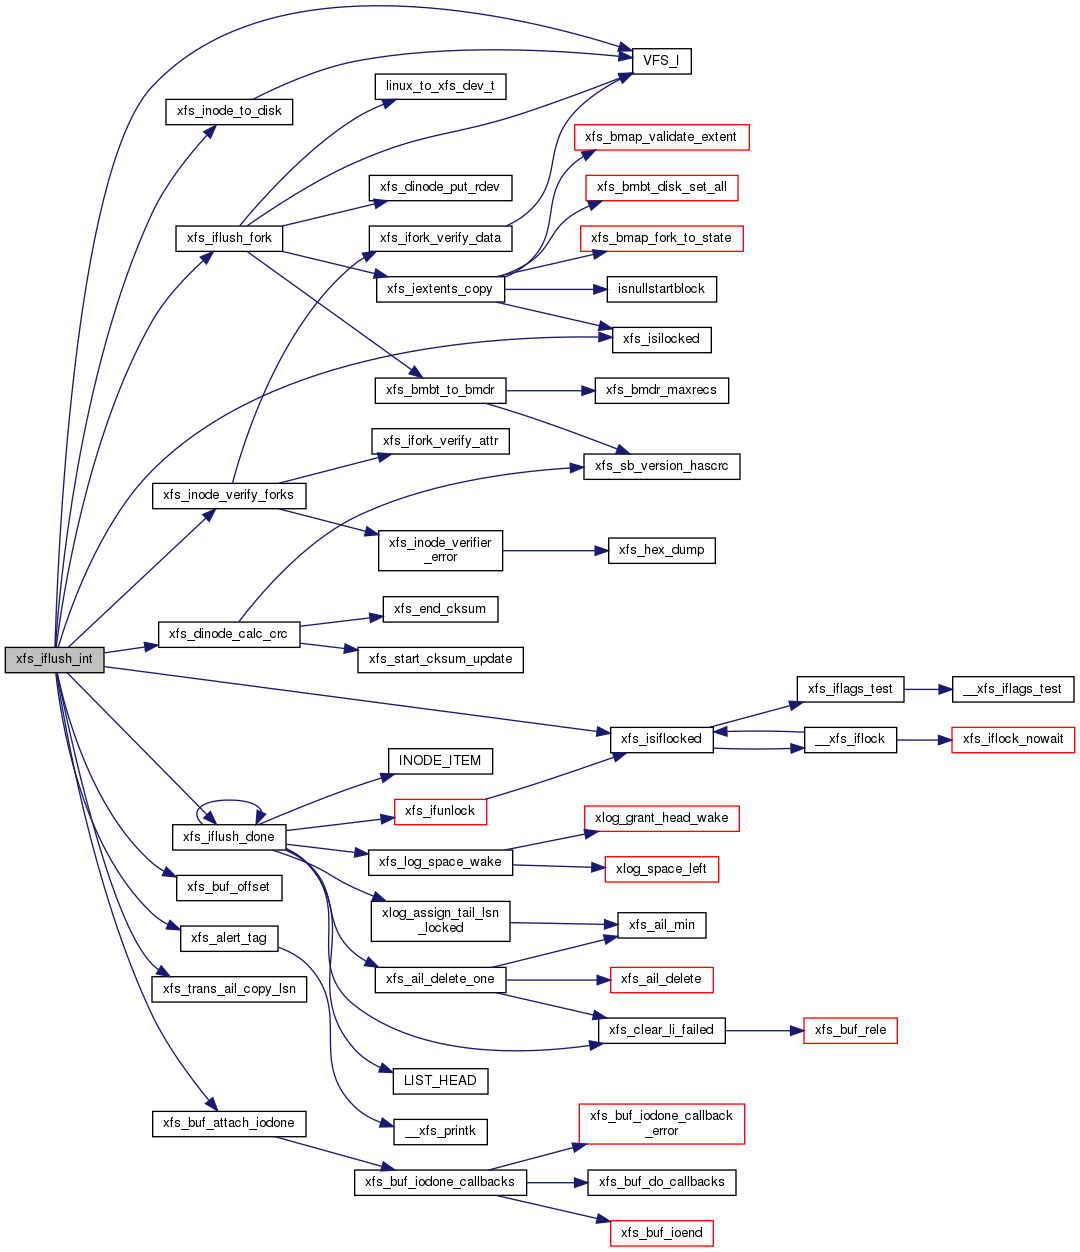 VFS_I
linux_to_xfs_dev_t
xfs_inode_to_disk
xfs_bmap_validate_extent
xfs_dinode_put_rdev
xfs_bmbt_disk_set_all
xfs_iflush_fork
xfs_ifork_verify_data
xfs_bmap_fork_to_state
xfs_iextents_copy
isnullstartblock
xfs_isilocked
xfs_bmbt_to_bmdr
xfs_bmdr_maxrecs
xfs_ifork_verify_attr
xfs_sb_version_hascrc
xfs_inode_verify_forks
xfs_inode_verifier
_error
xfs_hex_dump
xfs_end_cksum
xfs_dinode_calc_crc
xfs_iflush_int
xfs_start_cksum_update
xfs_iflags_test
__xfs_iflags_test
xfs_isiflocked
__xfs_iflock
xfs_iflock_nowait
INODE_ITEM
xfs_ifunlock
xlog_grant_head_wake
xfs_iflush_done
xfs_log_space_wake
xlog_space_left
xfs_buf_offset
xlog_assign_tail_lsn
_locked
xfs_ail_min
xfs_alert_tag
xfs_ail_delete_one
xfs_ail_delete
xfs_trans_ail_copy_lsn
xfs_clear_li_failed
xfs_buf_rele
LIST_HEAD
xfs_buf_attach_iodone
__xfs_printk
xfs_buf_iodone_callback
_error
xfs_buf_iodone_callbacks
xfs_buf_do_callbacks
xfs_buf_ioend